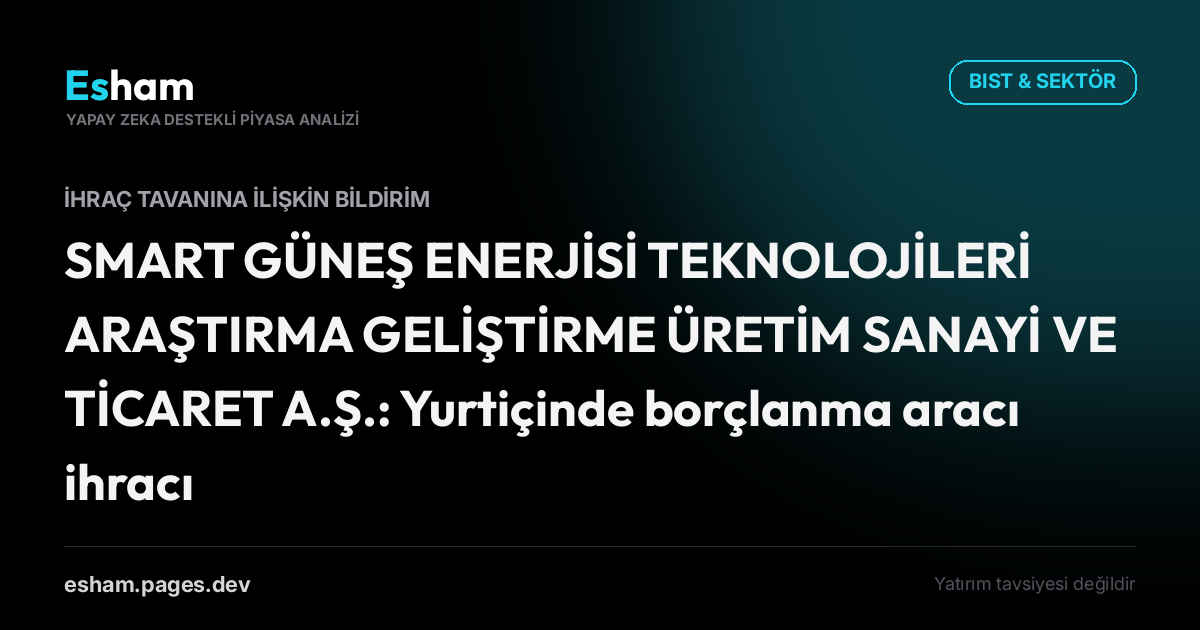 Esham
BIST & SEKTÖR
YAPAY ZEKA DESTEKLİ PİYASA ANALİZİ
İHRAÇ TAVANINA İLİŞKİN BİLDİRİM
SMART GÜNEŞ ENERJİSİ TEKNOLOJİLERİ
ARAŞTIRMA GELİŞTİRME ÜRETİM SANAYİ VE
TİCARET A.Ş.: Yurtiçinde borçlanma aracı
ihracı
esham.pages.dev
Yatırım tavsiyesi değildir